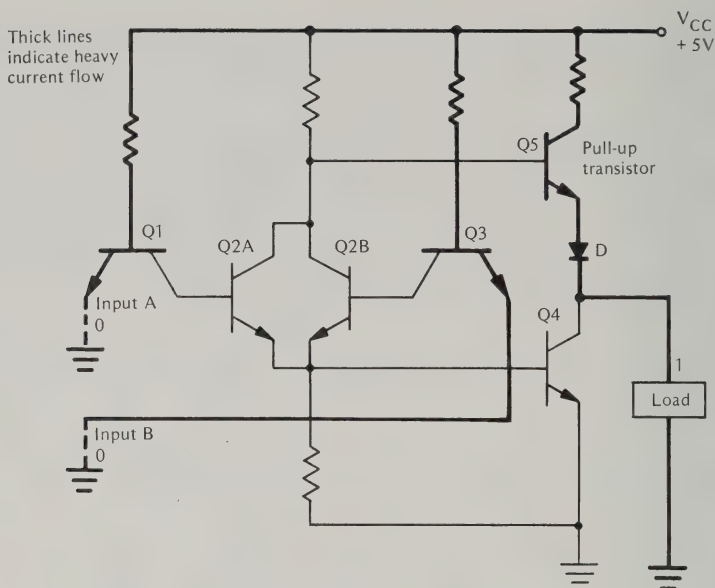 Thick lines
indicate heavy
current flow
V_CC
+ 5V
Q5
Pull-up
transistor
Q1
Q2A
Q2B
Q3
D
Input A
0
Q4
1
Load
Input B
0